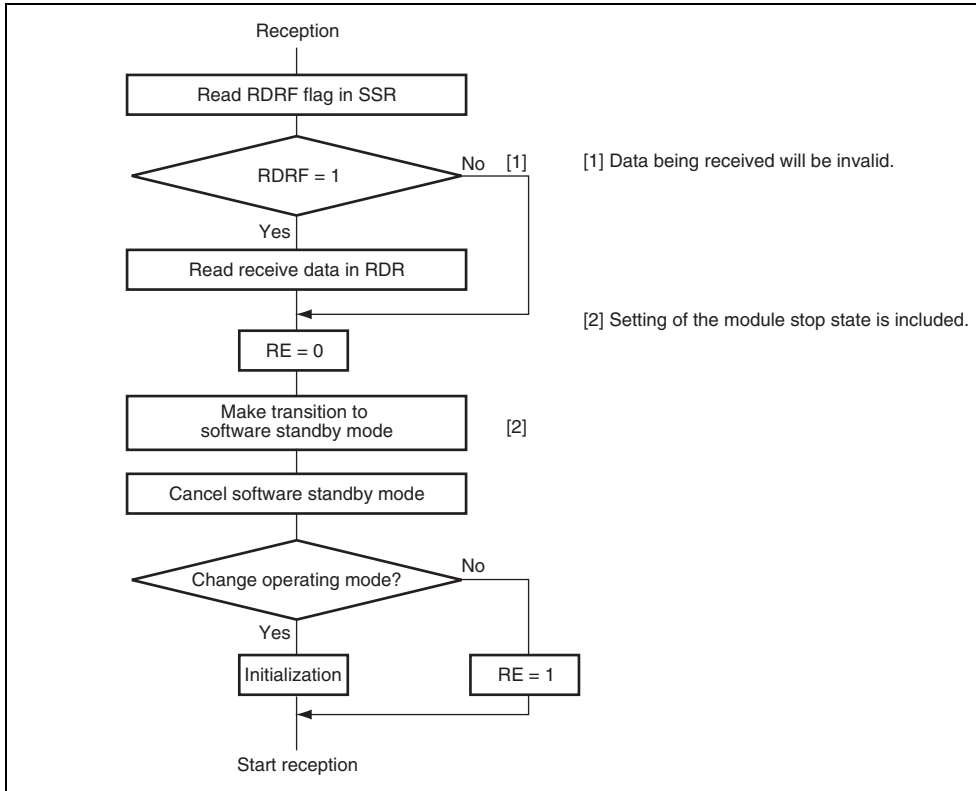 Reception
Read RDRF flag in SSR
RDRF = 1
No [1]
[1] Data being received will be invalid.
Yes
Read receive data in RDR
[2] Setting of the module stop state is included.
RE = 0
Make transition to
software standby mode
[2]
Cancel software standby mode
Change operating mode?
No
Yes
Initialization
RE = 1
Start reception